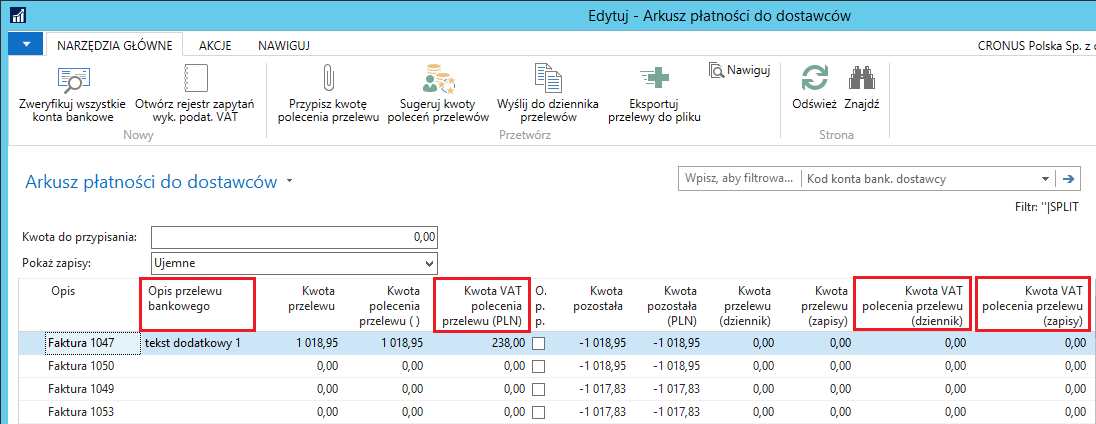 Edytuj - Arkusz płatności do dostawców
NARZĘDZIA GŁÓWNE AKCJE NAWIGUJ CRONUS Polska Sp. z
Zweryfikuj wszystkie konta bankowe
Otwórz rejestr zapytań wyk. podat. VAT
Nowy
Przypisz kwotę polecenia przelewu
Sugeruj kwoty poleceń przelewów
Wyślij do dziennika przelewów
Eksportuj przelewy do pliku
Nawiguj
Przetwórz
Odśwież
Znajdź
Strona
Arkusz płatności do dostawców
Wpisz, aby filtrowa... Kod konta bank. dostawcy
Filtr: ''|SPLIT
Kwota do przypisania: 0,00
Pokaż zapisy: Ujemne
Opis
Opis przelewu bankowego
Kwota przelewu
Kwota polecenia przelewu ( )
Kwota VAT polecenia przelewu (PLN)
O. p. p.
Kwota pozostała
Kwota pozostała (PLN)
Kwota przelewu (dziennik)
Kwota przelewu (zapisy)
Kwota VAT polecenia przelewu (dziennik)
Kwota VAT polecenia przelewu (zapisy)
Faktura 1047 tekst dodatkowy 1 1 018,95 1 018,95 238,00 -1 018,95 -1 018,95 0,00 0,00 0,00 0,00
Faktura 1050 0,00 0,00 0,00 -1 018,95 -1 018,95 0,00 0,00 0,00 0,00
Faktura 1049 0,00 0,00 0,00 -1 017,83 -1 017,83 0,00 0,00 0,00 0,00
Faktura 1053 0,00 0,00 0,00 -1 017,83 -1 017,83 0,00 0,00 0,00 0,00